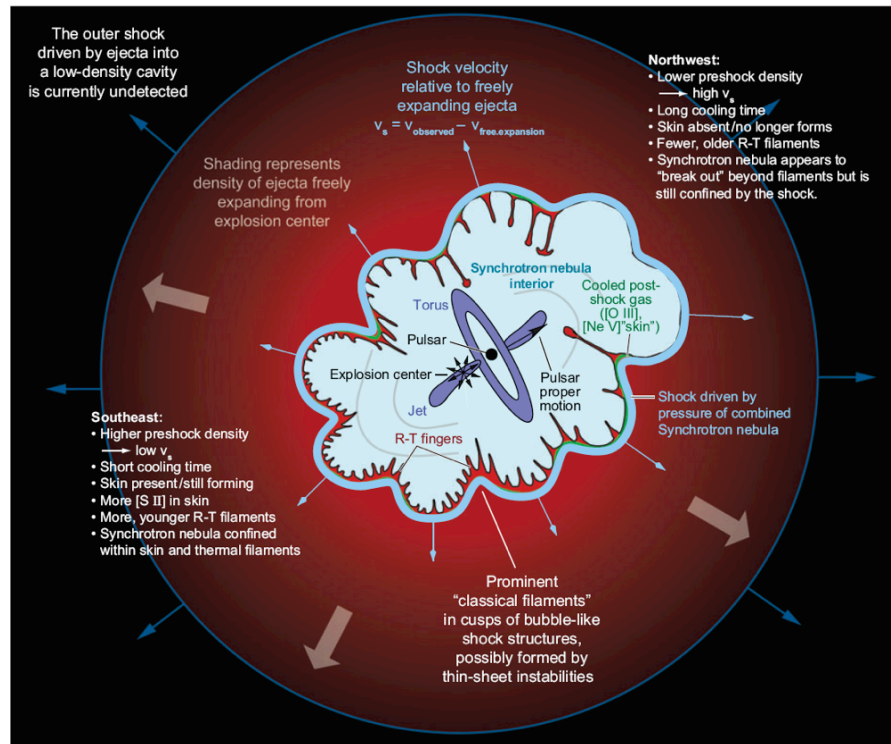 The outer shock
driven by ejecta into
a low-density cavity
is currently undetected
Shock velocity
relative to freely
expanding ejecta
v_s = v_observed – v_free.expansion
Northwest:
• Lower preshock density
⟶ high v_s
• Long cooling time
• Skin absent/no longer forms
• Fewer, older R-T filaments
• Synchrotron nebula appears to
"break out" beyond filaments but is
still confined by the shock.
Shading represents
density of ejecta freely
expanding from
explosion center
Synchrotron nebula
interior
Cooled post-
shock gas
([O III],
[Ne V]"skin")
Torus
Pulsar
Explosion center
Jet
Pulsar
proper
motion
R-T fingers
Shock driven by
pressure of combined
Synchrotron nebula
Southeast:
• Higher preshock density
⟶ low v_s
• Short cooling time
• Skin present/still forming
• More [S II] in skin
• More, younger R-T filaments
• Synchrotron nebula confined
within skin and thermal filaments
Prominent
"classical filaments"
in cusps of bubble-like
shock structures,
possibly formed by
thin-sheet instabilities